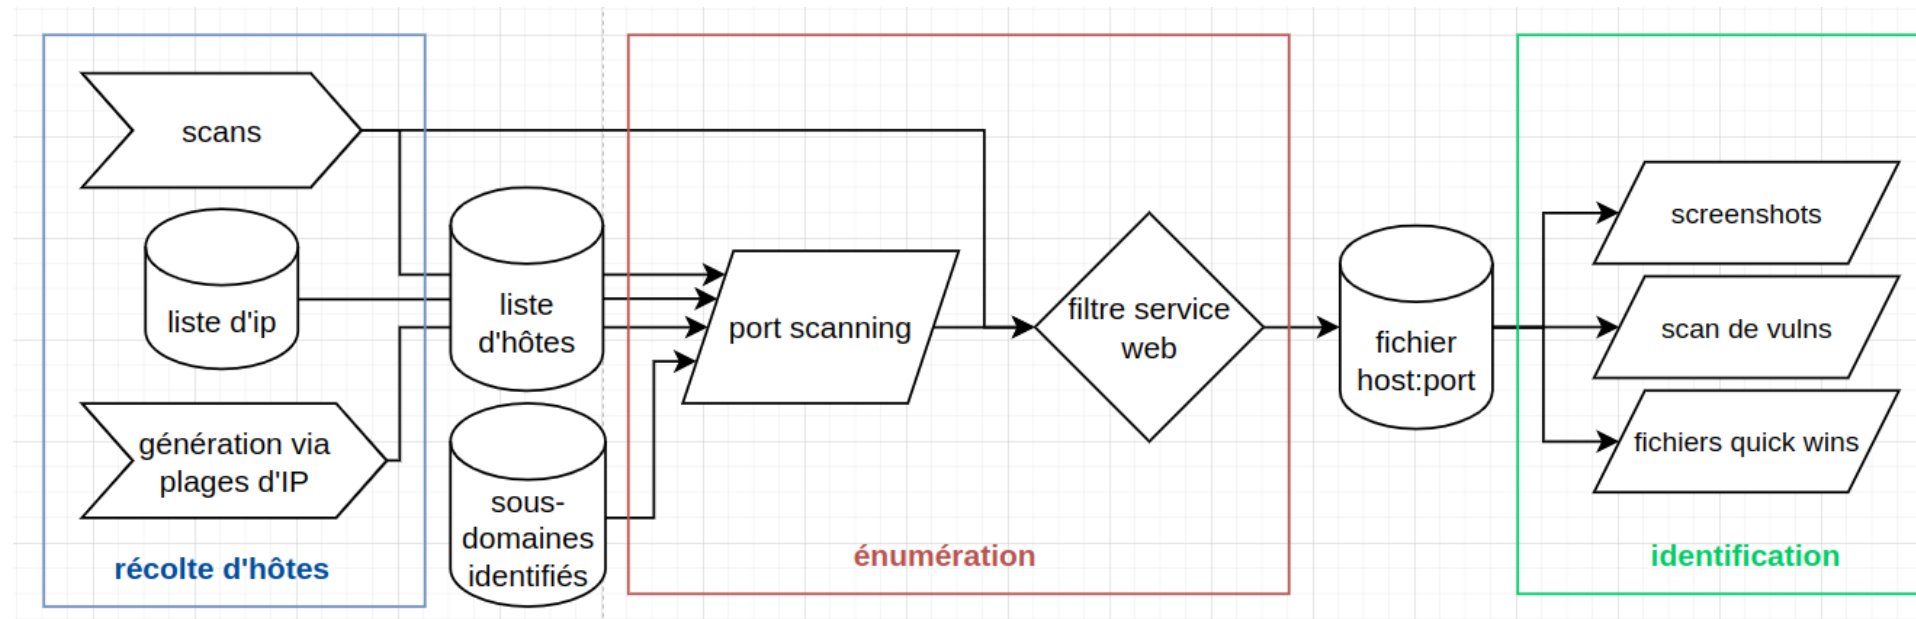 scans
liste d'ip
génération via
plages d'IP
récolte d'hôtes
liste
d'hôtes
sous-
domaines
identifiés
port scanning
filtre service
web
énumération
fichier
host:port
screenshots
scan de vulns
fichiers quick wins
identification